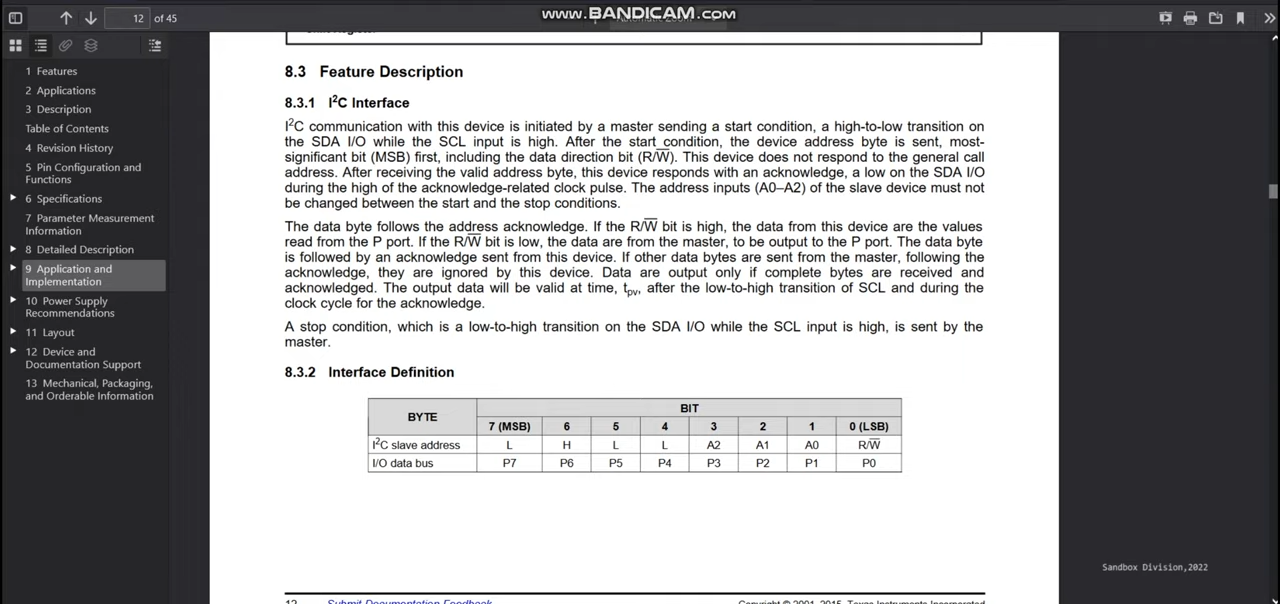 www.BANDICAM.com
12 of 45
1 Features
2 Applications
3 Description
Table of Contents
4 Revision History
5 Pin Configuration and
Functions
6 Specifications
7 Parameter Measurement
Information
8 Detailed Description
9 Application and
Implementation
10 Power Supply
Recommendations
11 Layout
12 Device and
Documentation Support
13 Mechanical, Packaging,
and Orderable Information
8.3 Feature Description
8.3.1 I²C Interface
I²C communication with this device is initiated by a master sending a start condition, a high-to-low transition on
the SDA I/O while the SCL input is high. After the start condition, the device address byte is sent, most-
significant bit (MSB) first, including the data direction bit (R/W̅). This device does not respond to the general call
address. After receiving the valid address byte, this device responds with an acknowledge, a low on the SDA I/O
during the high of the acknowledge-related clock pulse. The address inputs (A0–A2) of the slave device must not
be changed between the start and the stop conditions.
The data byte follows the address acknowledge. If the R/W̅ bit is high, the data from this device are the values
read from the P port. If the R/W̅ bit is low, the data are from the master, to be output to the P port. The data byte
is followed by an acknowledge sent from this device. If other data bytes are sent from the master, following the
acknowledge, they are ignored by this device. Data are output only if complete bytes are received and
acknowledged. The output data will be valid at time, tpv, after the low-to-high transition of SCL and during the
clock cycle for the acknowledge.
A stop condition, which is a low-to-high transition on the SDA I/O while the SCL input is high, is sent by the
master.
8.3.2 Interface Definition
BYTE BIT
7 (MSB) 6 5 4 3 2 1 0 (LSB)
I²C slave address L H L L A2 A1 A0 R/W̅
I/O data bus P7 P6 P5 P4 P3 P2 P1 P0
Sandbox Division,2022
12 Submit Documentation Feedback Copyright © 2001–2015, Texas Instruments Incorporated